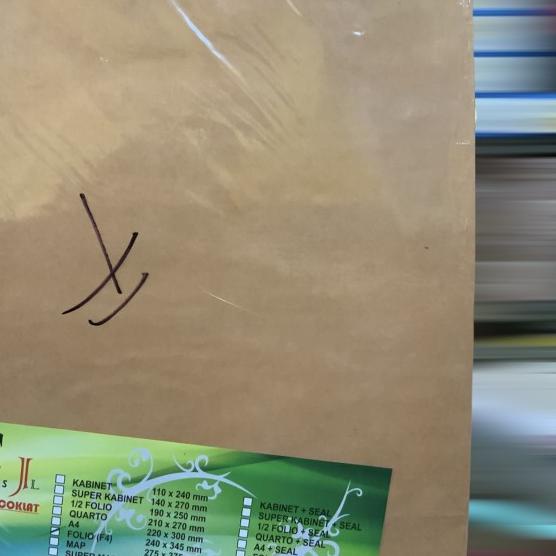 JL
COKLAT
KABINET 110 x 240 mm
SUPER KABINET 140 x 270 mm
1/2 FOLIO 190 x 250 mm
QUARTO 210 x 270 mm
A4 220 x 300 mm
FOLIO (F4) 240 x 345 mm
MAP
KABINET + SEAL
SUPER KABINET + SEAL
1/2 FOLIO + SEAL
QUARTO + SEAL
A4 + SEAL